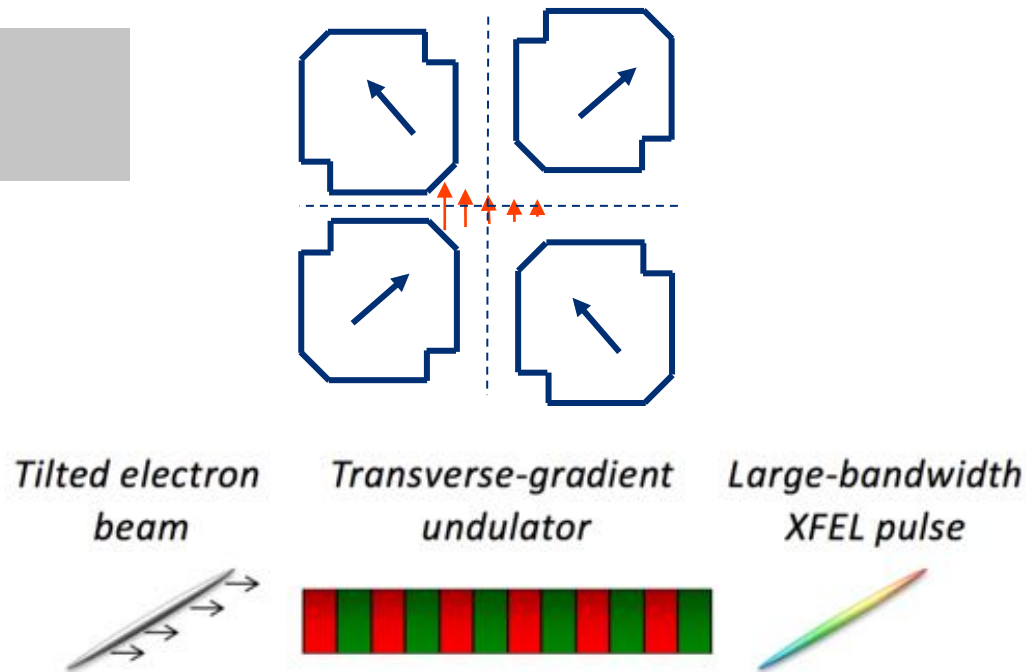 Tilted electron
beam
Transverse-gradient
undulator
Large-bandwidth
XFEL pulse